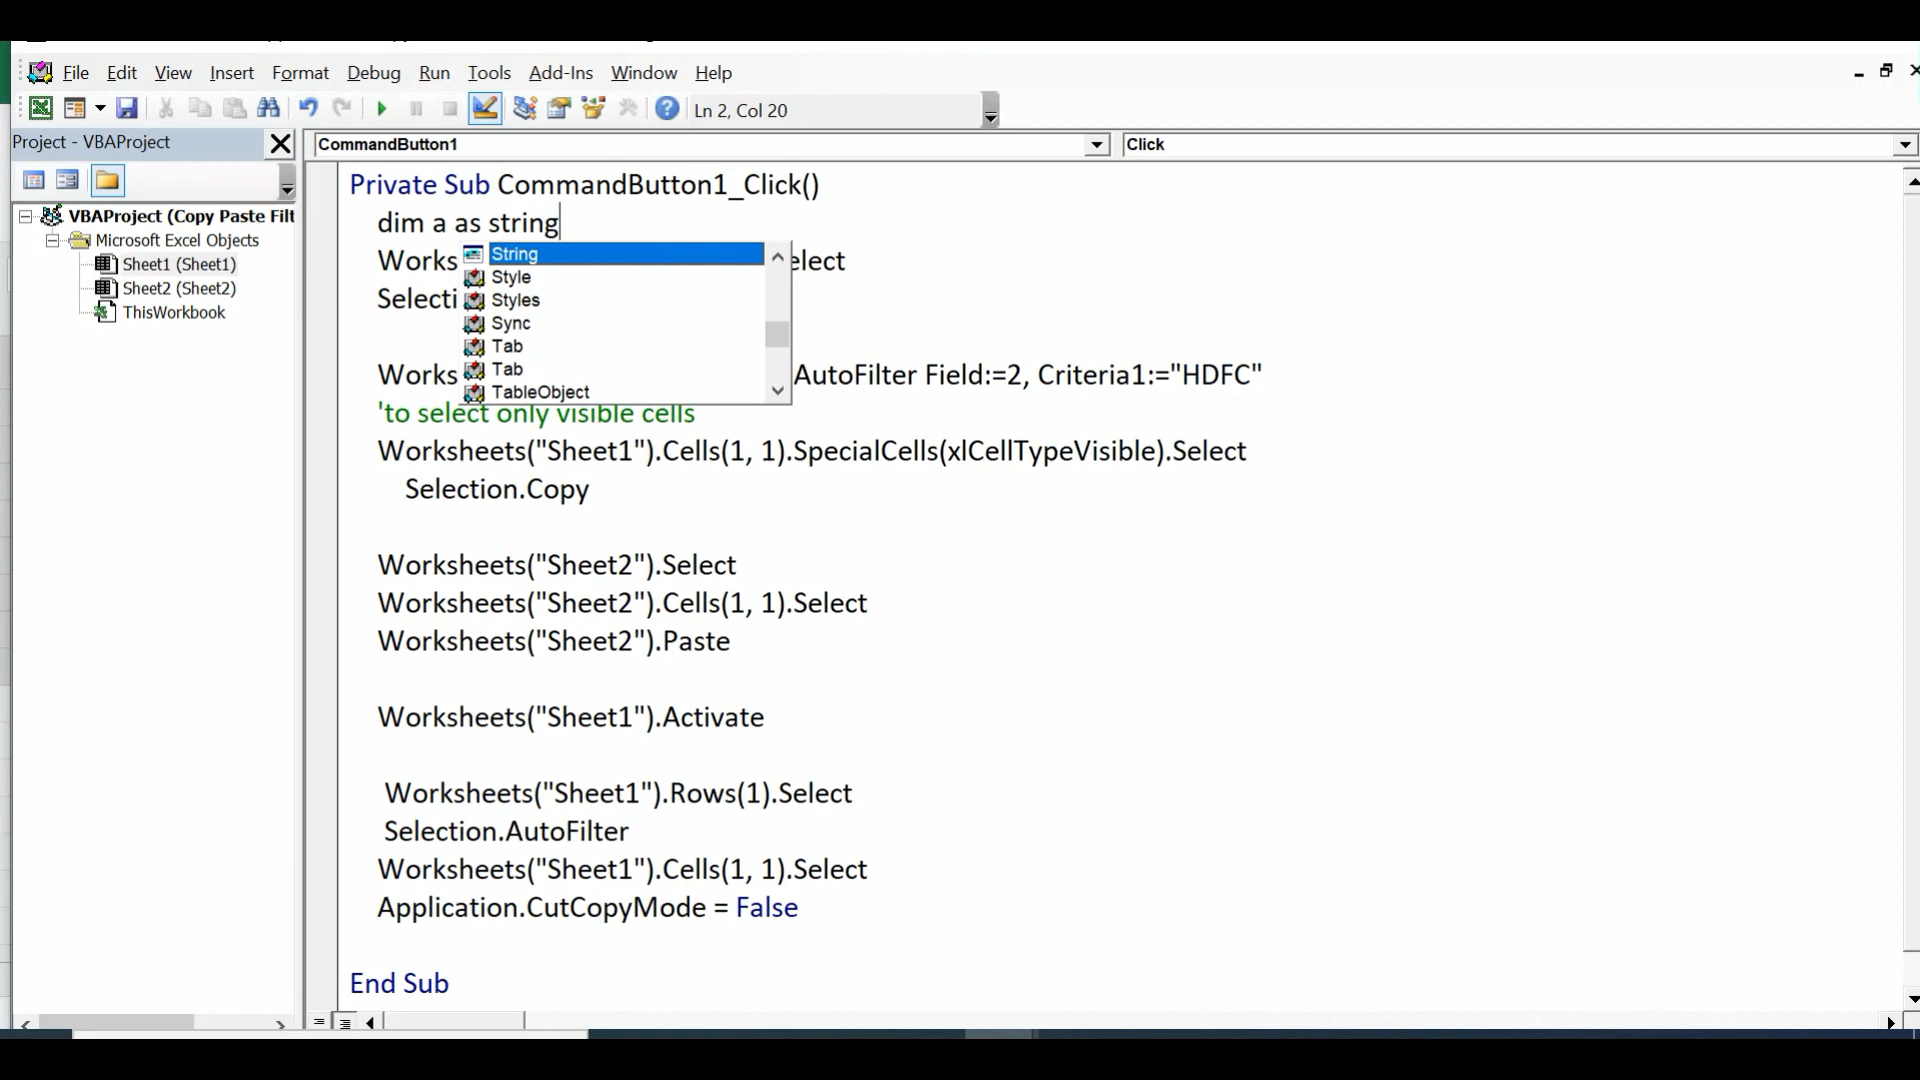 File Edit View Insert Format Debug Run Tools Add-Ins Window Help
Ln 2, Col 20
Project - VBAProject
CommandButton1 Click
VBAProject (Copy Paste Filt
Microsoft Excel Objects
Sheet1 (Sheet1)
Sheet2 (Sheet2)
ThisWorkbook
Private Sub CommandButton1_Click()
dim a as string
Works elect
Selecti
String
Style
Styles
Sync
Tab
Tab
TableObject
Works AutoFilter Field:=2, Criteria1:="HDFC"
'to select only visible cells
Worksheets("Sheet1").Cells(1, 1).SpecialCells(xlCellTypeVisible).Select
Selection.Copy
Worksheets("Sheet2").Select
Worksheets("Sheet2").Cells(1, 1).Select
Worksheets("Sheet2").Paste
Worksheets("Sheet1").Activate
Worksheets("Sheet1").Rows(1).Select
Selection.AutoFilter
Worksheets("Sheet1").Cells(1, 1).Select
Application.CutCopyMode = False
End Sub